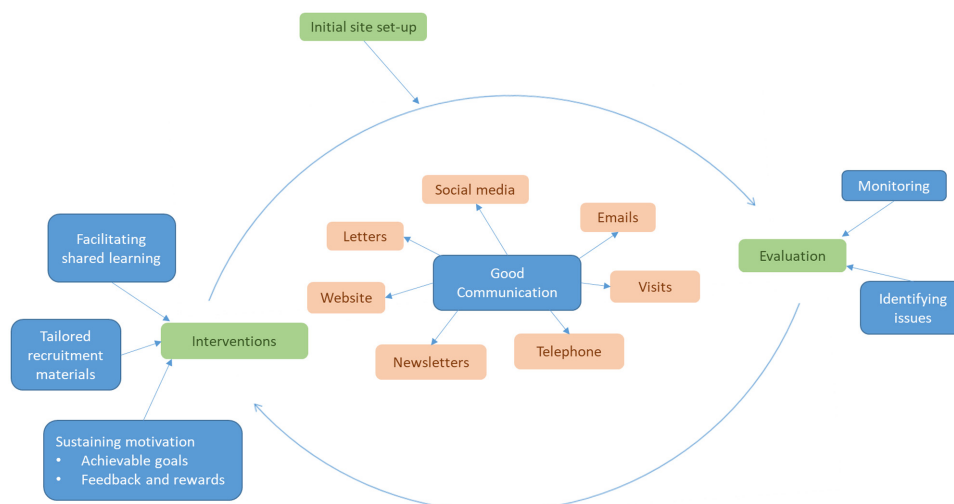 Initial site set-up
Social media
Emails
Monitoring
Letters
Facilitating
shared learning
Good
Communication
Evaluation
Website
Visits
Identifying
issues
Tailored
recruitment
materials
Interventions
Newsletters
Telephone
Sustaining motivation
• Achievable goals
• Feedback and rewards